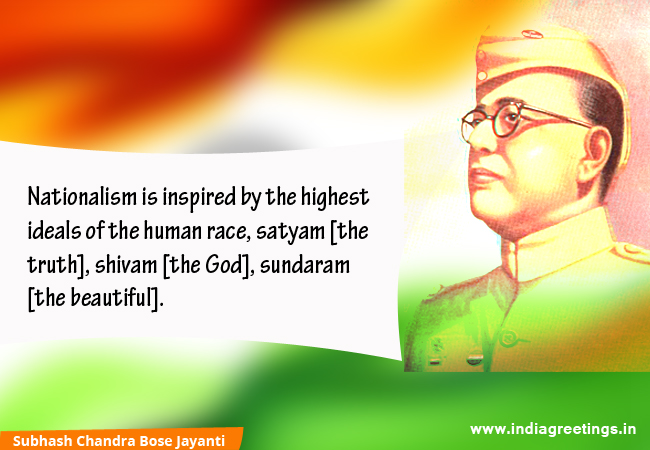 Nationalism is inspired by the highest
ideals of the human race, satyam [the
truth], shivam [the God], sundaram
[the beautiful].
Subhash Chandra Bose Jayanti
www.indiagreetings.in